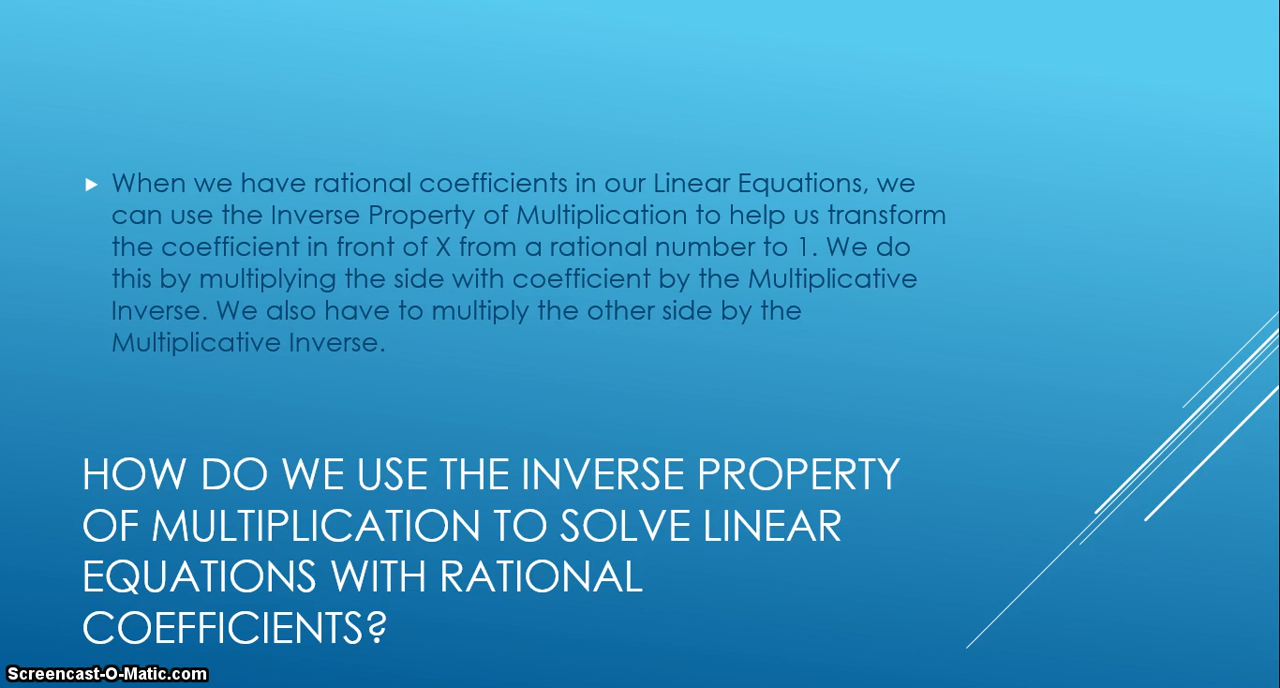 When we have rational coefficients in our Linear Equations, we
can use the Inverse Property of Multiplication to help us transform
the coefficient in front of X from a rational number to 1. We do
this by multiplying the side with coefficient by the Multiplicative
Inverse. We also have to multiply the other side by the
Multiplicative Inverse.
HOW DO WE USE THE INVERSE PROPERTY
OF MULTIPLICATION TO SOLVE LINEAR
EQUATIONS WITH RATIONAL
COEFFICIENTS?
Screencast-O-Matic.com